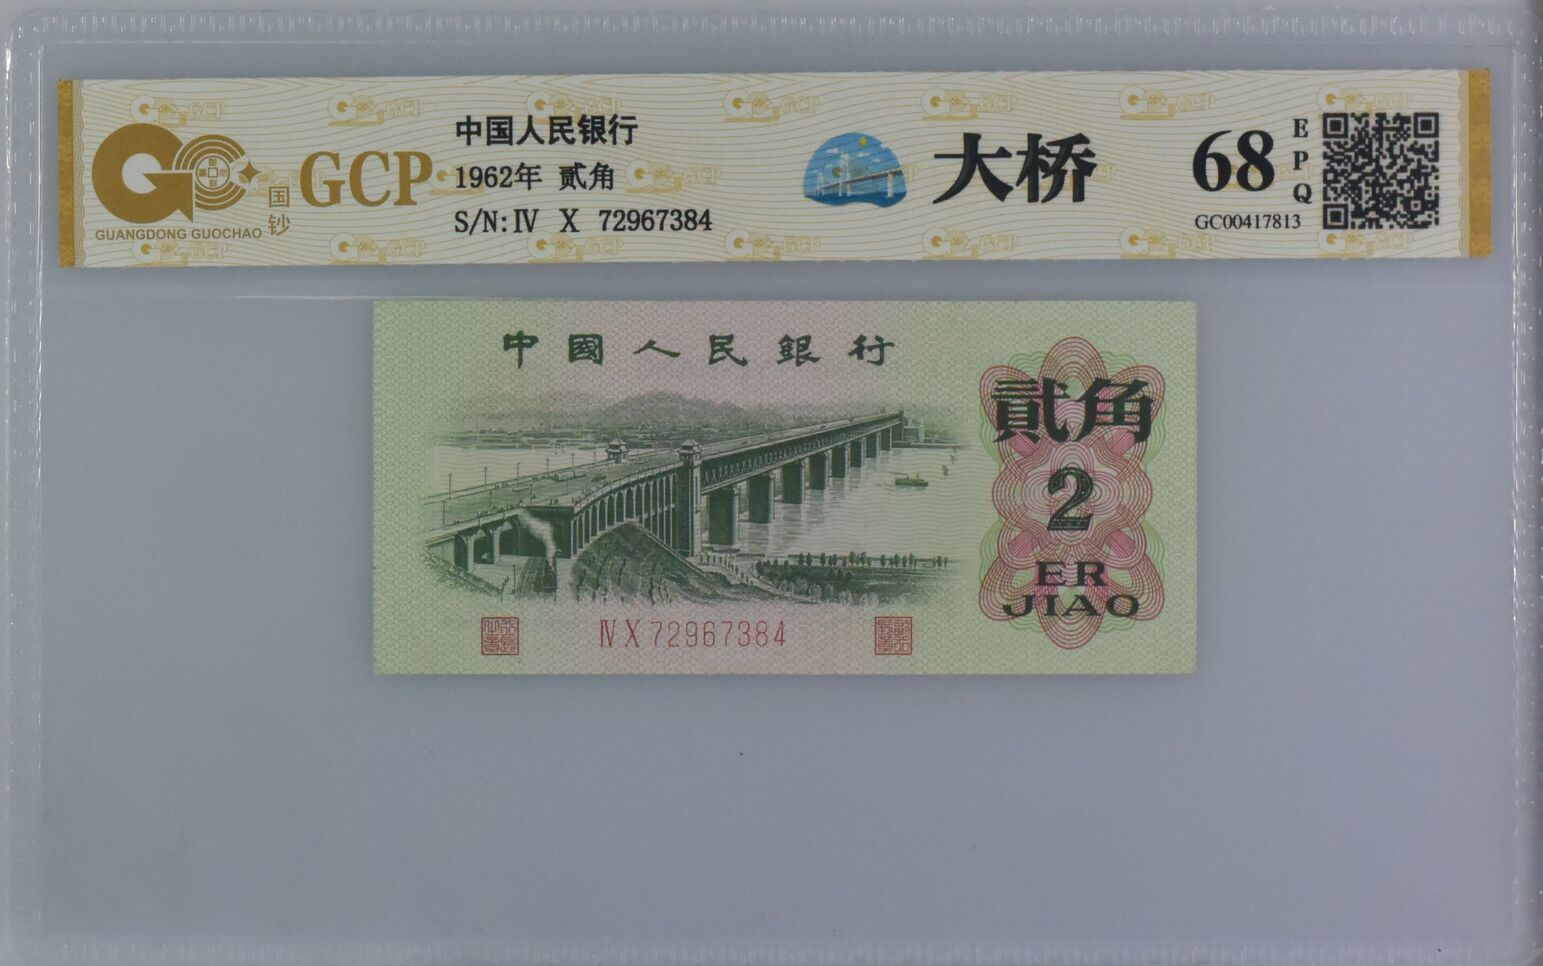 GUANGDONG GUOCHAO
国钞
GCP
中国人民银行
1962年 贰角
S/N: Ⅳ X 72967384
大桥
68
EPQ
GC00417813
中國人民銀行
貳角
2
ER
JIAO
ⅣX72967384